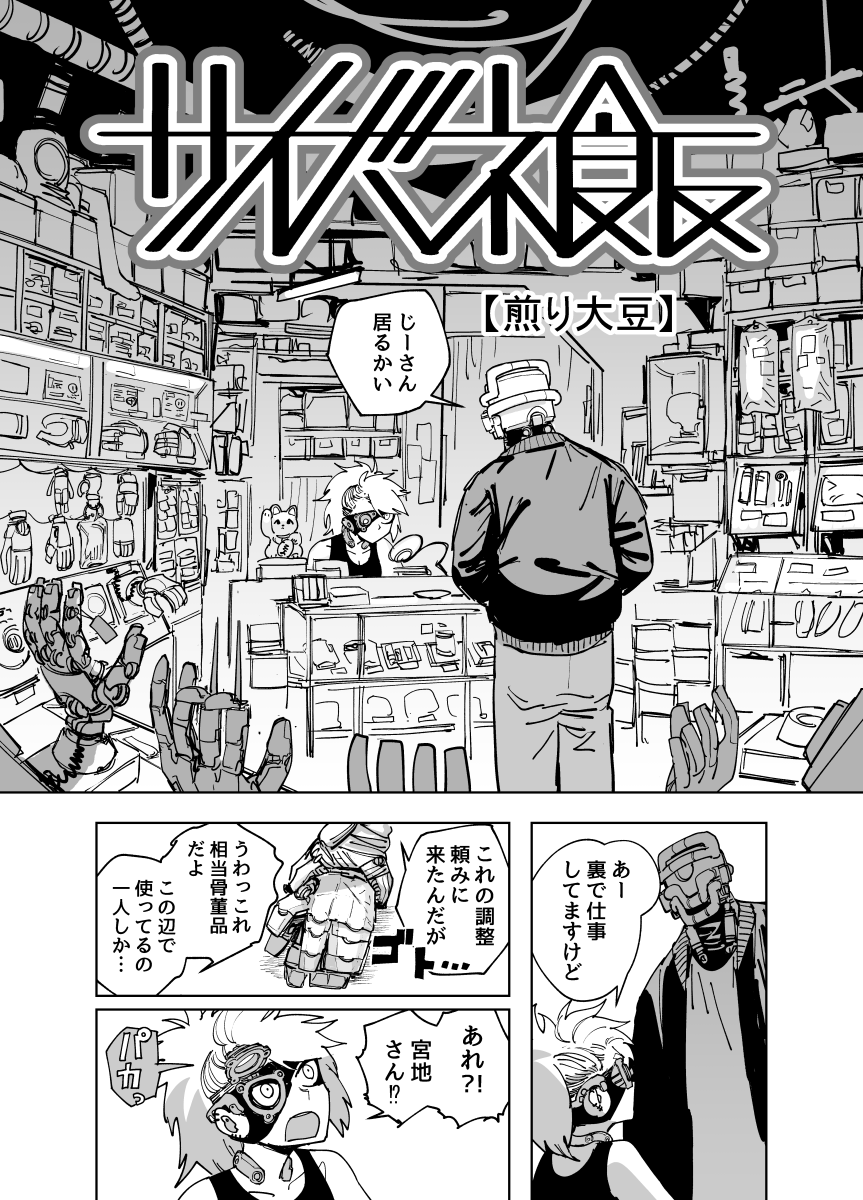 サイバネ飯
【煎り大豆】
じーさん
居るかい
あー
裏で仕事
してますけど
これの調整
頼みに
来たんだが
ゴト…
うわっこれ
相当骨董品
だよ
この辺で
使ってるの
一人しか…
あれ?!
宮地
さん!?
パカっ